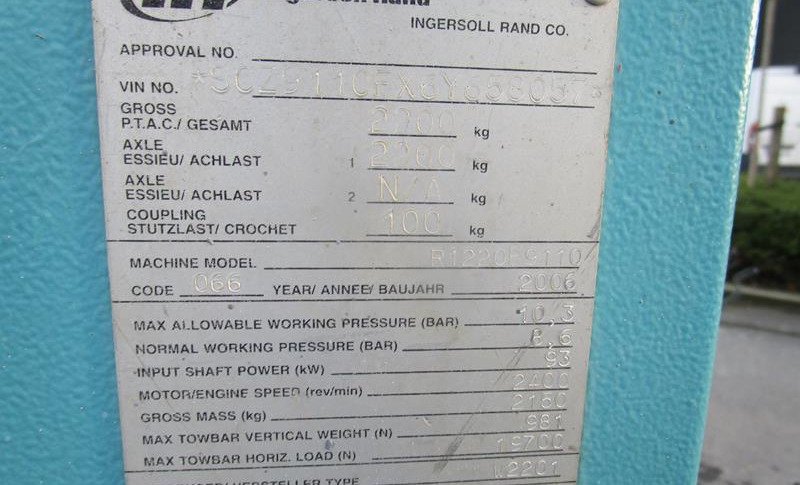 INGERSOLL RAND CO.
APPROVAL NO.
VIN NO.
GROSS
P.T.A.C./ GESAMT 2200 kg
AXLE
ESSIEU/ ACHLAST 1 2200 kg
AXLE
ESSIEU/ ACHLAST 2 N/A kg
COUPLING
STUTZLAST/ CROCHET 100 kg
MACHINE MODEL
CODE 066 YEAR/ ANNEE/ BAUJAHR 2006
MAX ALLOWABLE WORKING PRESSURE (BAR) 10,3
NORMAL WORKING PRESSURE (BAR) 8,6
INPUT SHAFT POWER (kW) 93
MOTOR/ENGINE SPEED (rev/min) 2400
GROSS MASS (kg) 2160
MAX TOWBAR VERTICAL WEIGHT (N) 981
MAX TOWBAR HORIZ. LOAD (N) 19700
TYPE W2201